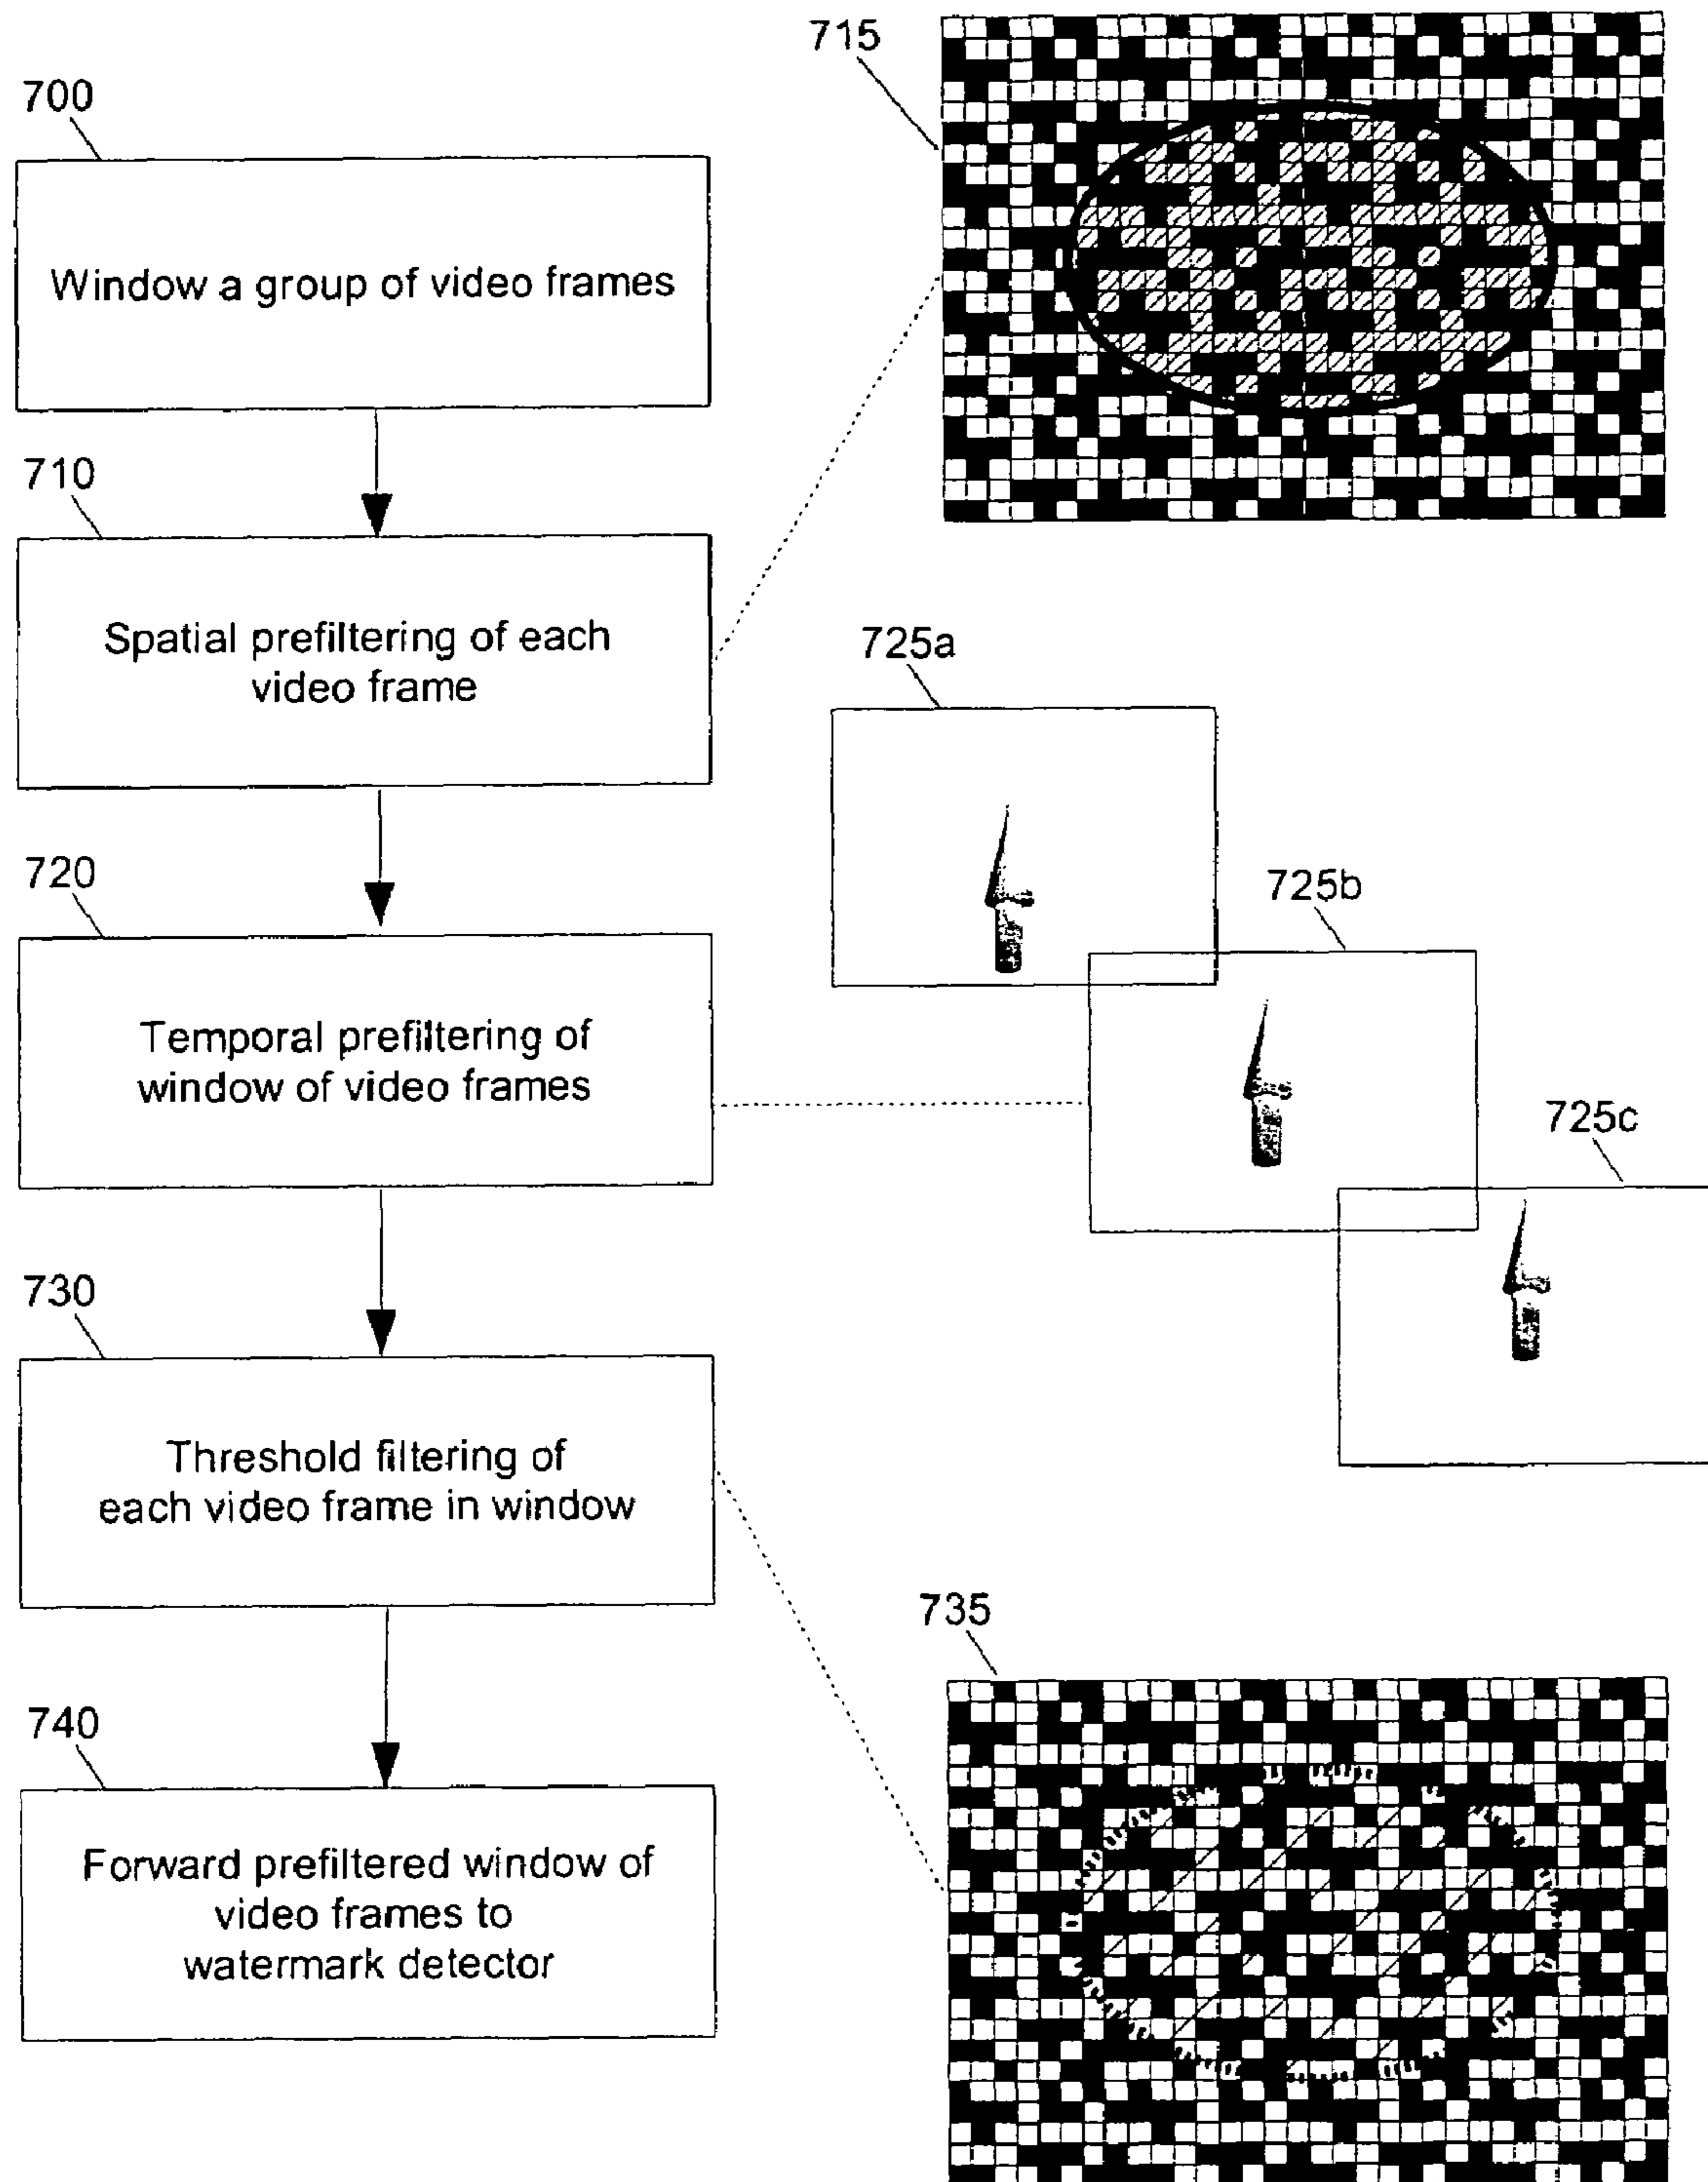 700
Window a group of video frames
710
Spatial prefiltering of each
video frame
720
Temporal prefiltering of
window of video frames
730
Threshold filtering of
each video frame in window
740
Forward prefiltered window of
video frames to
watermark detector
715
725a
725b
725c
735